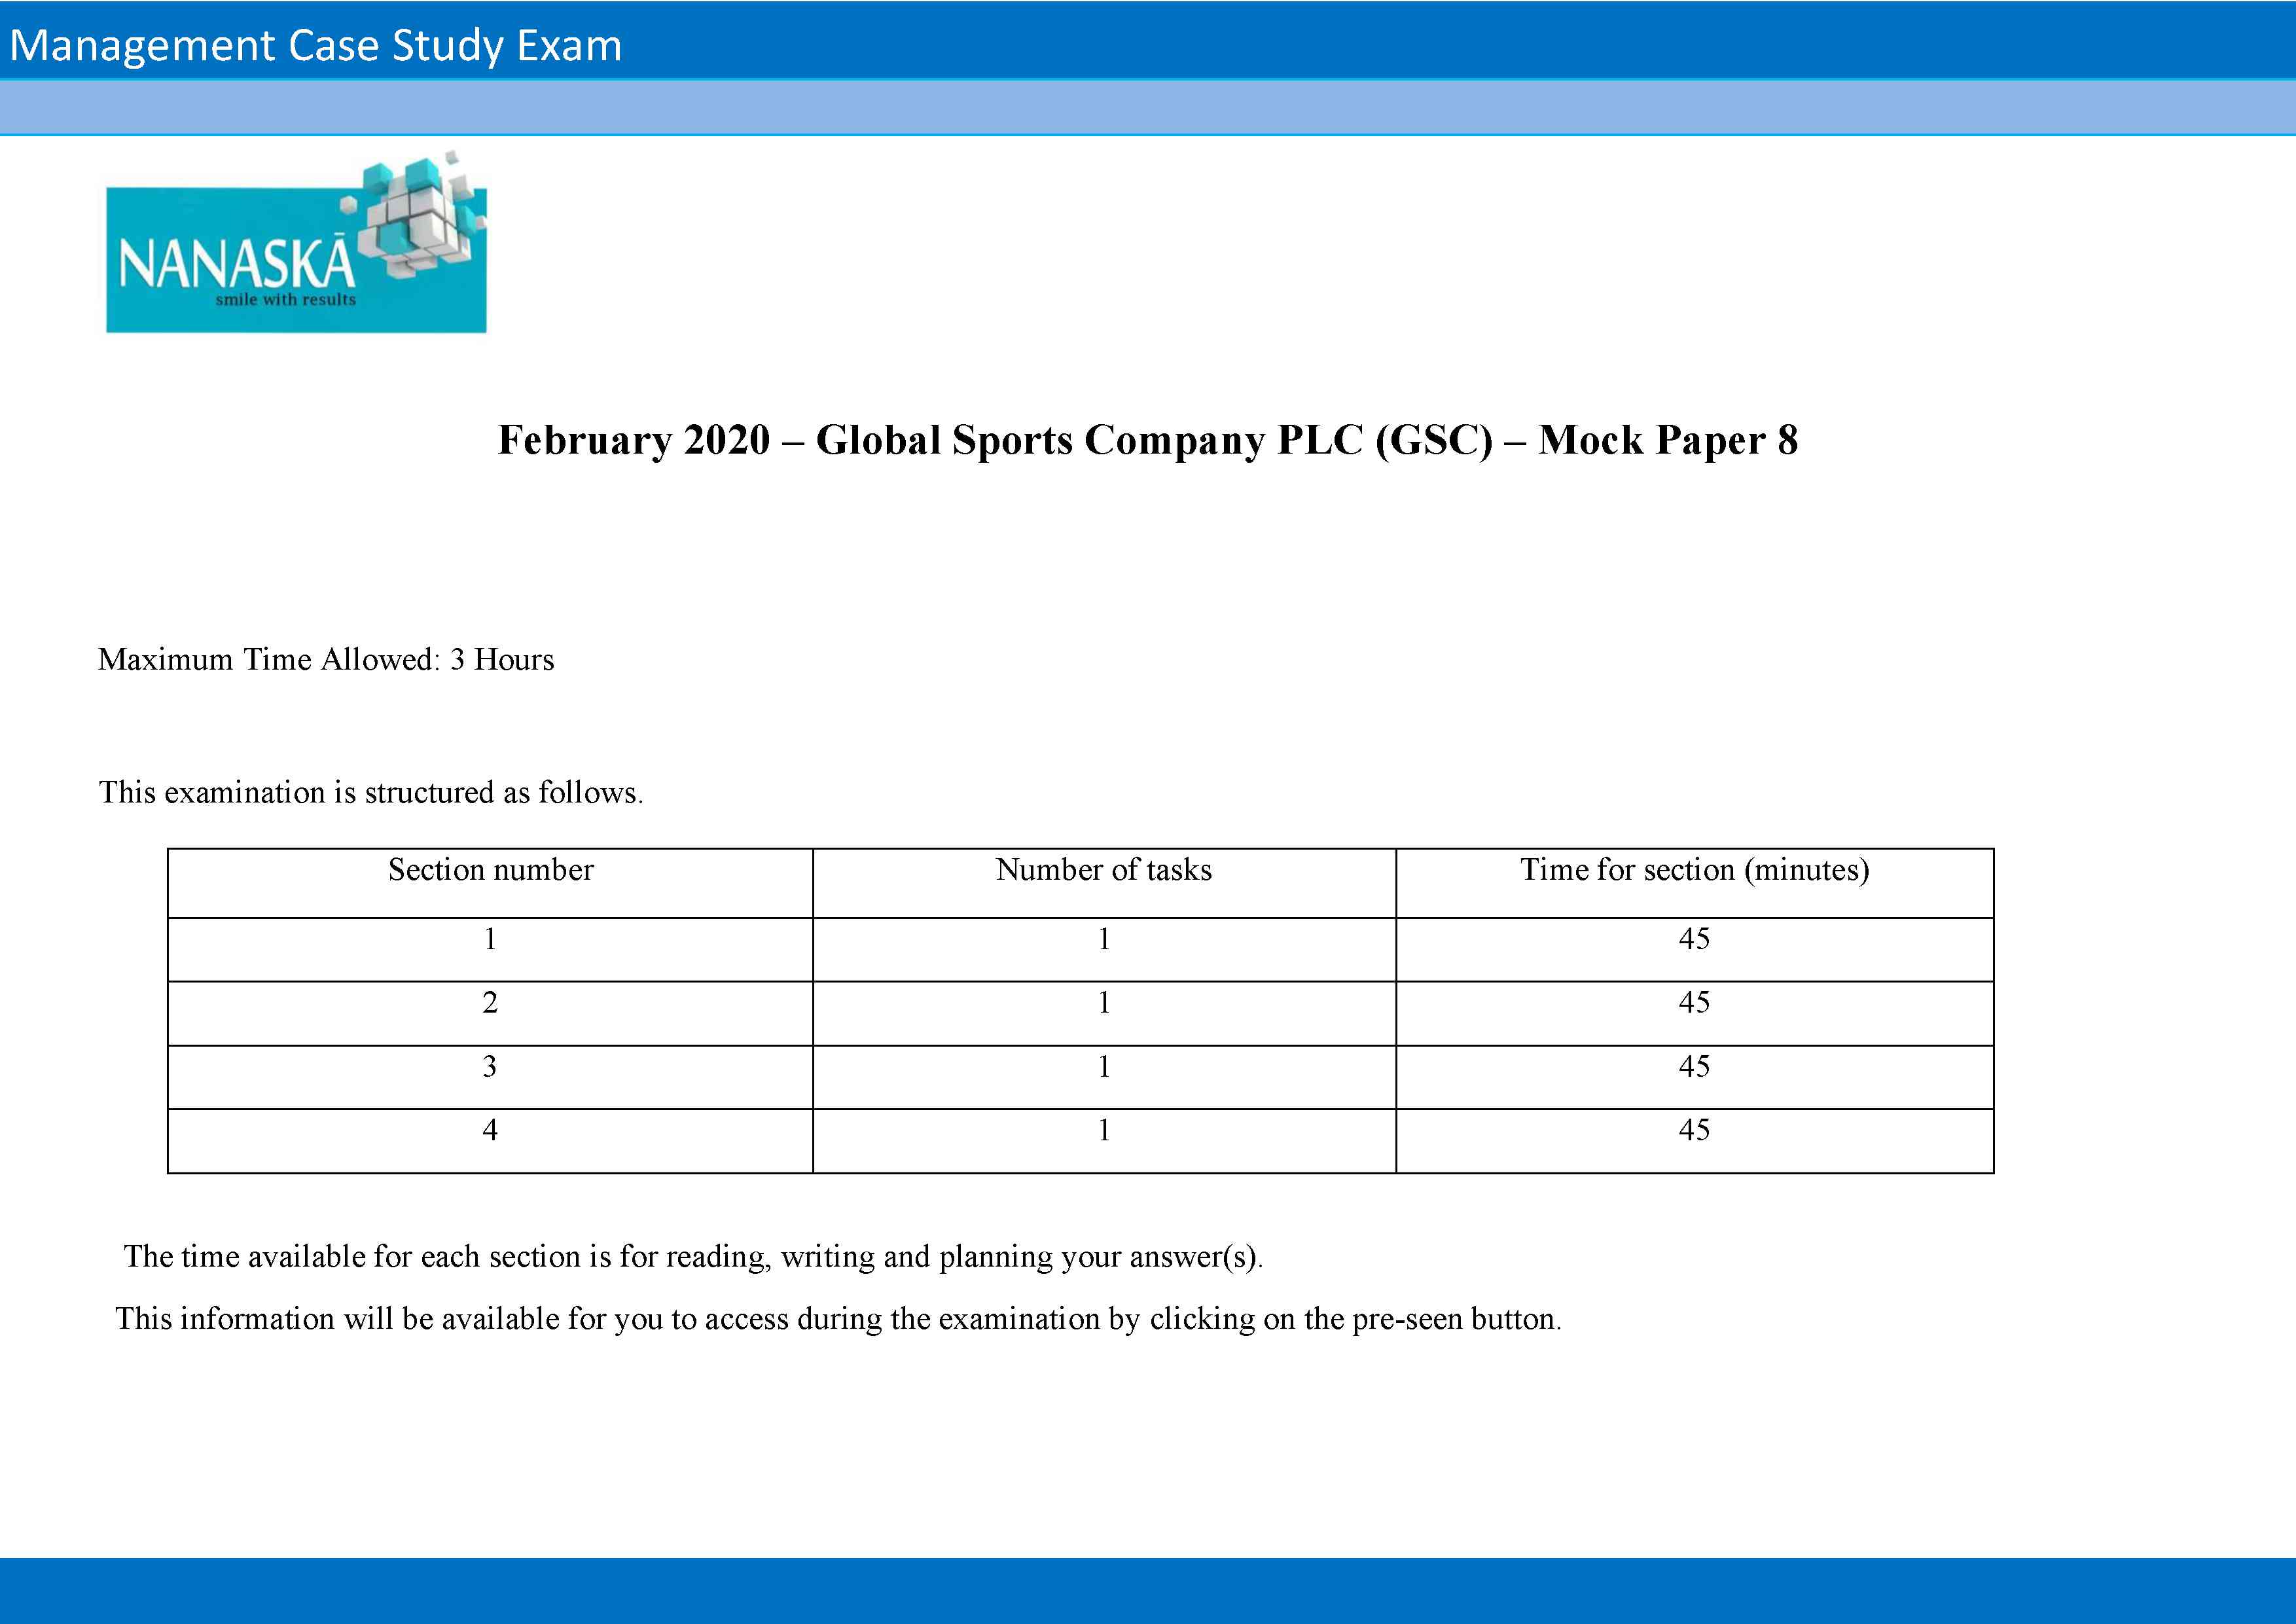 Management Case Study Exam
NANASKĀ
smile with results
February 2020 – Global Sports Company PLC (GSC) – Mock Paper 8
Maximum Time Allowed: 3 Hours
This examination is structured as follows.
Section number Number of tasks Time for section (minutes)
1 1 45
2 1 45
3 1 45
4 1 45
The time available for each section is for reading, writing and planning your answer(s).
This information will be available for you to access during the examination by clicking on the pre-seen button.